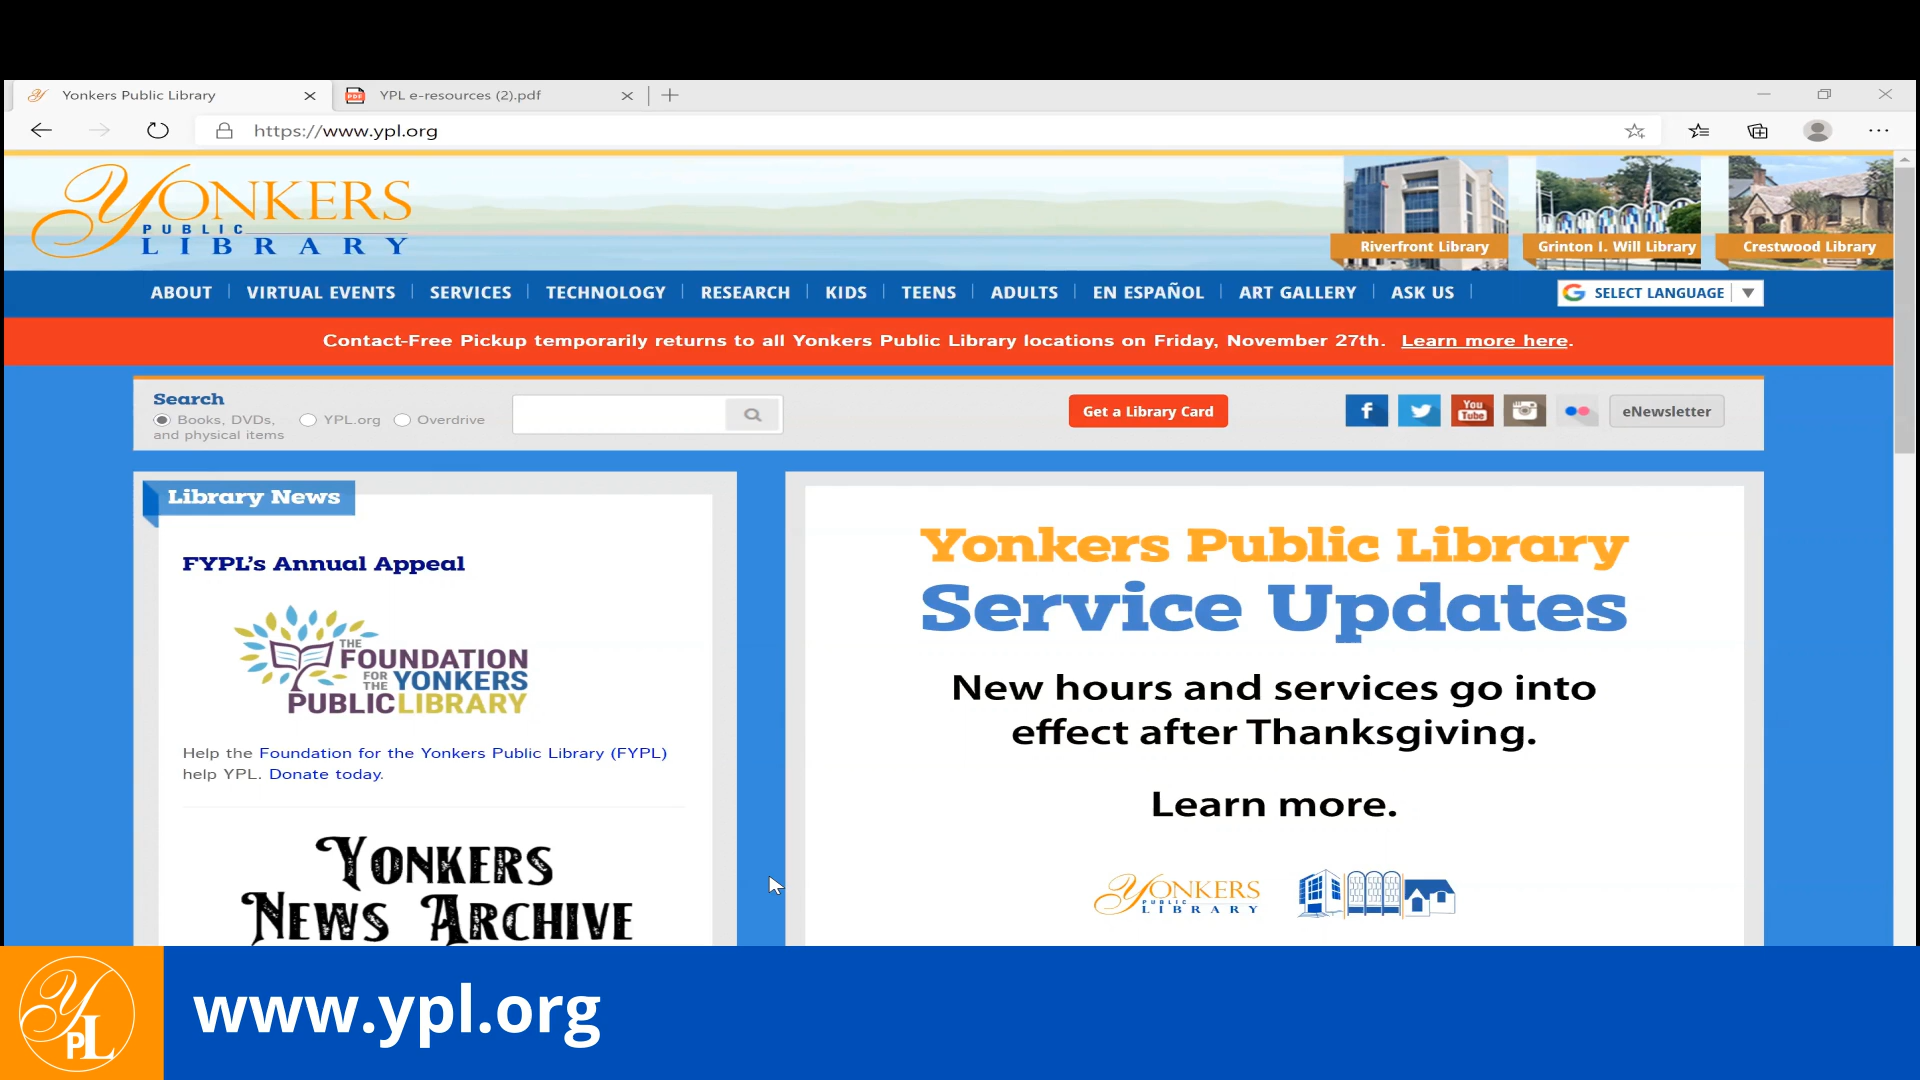 Yonkers Public Library
YPL e-resources (2).pdf
https://www.ypl.org
YONKERS
PUBLIC
LIBRARY
Riverfront Library
Grinton I. Will Library
Crestwood Library
ABOUT
VIRTUAL EVENTS
SERVICES
TECHNOLOGY
RESEARCH
KIDS
TEENS
ADULTS
EN ESPAÑOL
ART GALLERY
ASK US
SELECT LANGUAGE
Contact-Free Pickup temporarily returns to all Yonkers Public Library locations on Friday, November 27th. Learn more here.
Search
Books, DVDs,
and physical items
YPL.org
Overdrive
Get a Library Card
You
Tube
eNewsletter
Library News
FYPL's Annual Appeal
THE
FOUNDATION
FOR THE YONKERS
PUBLIC LIBRARY
Help the Foundation for the Yonkers Public Library (FYPL)
help YPL. Donate today.
YONKERS
NEWS ARCHIVE
Yonkers Public Library
Service Updates
New hours and services go into
effect after Thanksgiving.
Learn more.
YONKERS
PUBLIC
LIBRARY
YPL
www.ypl.org